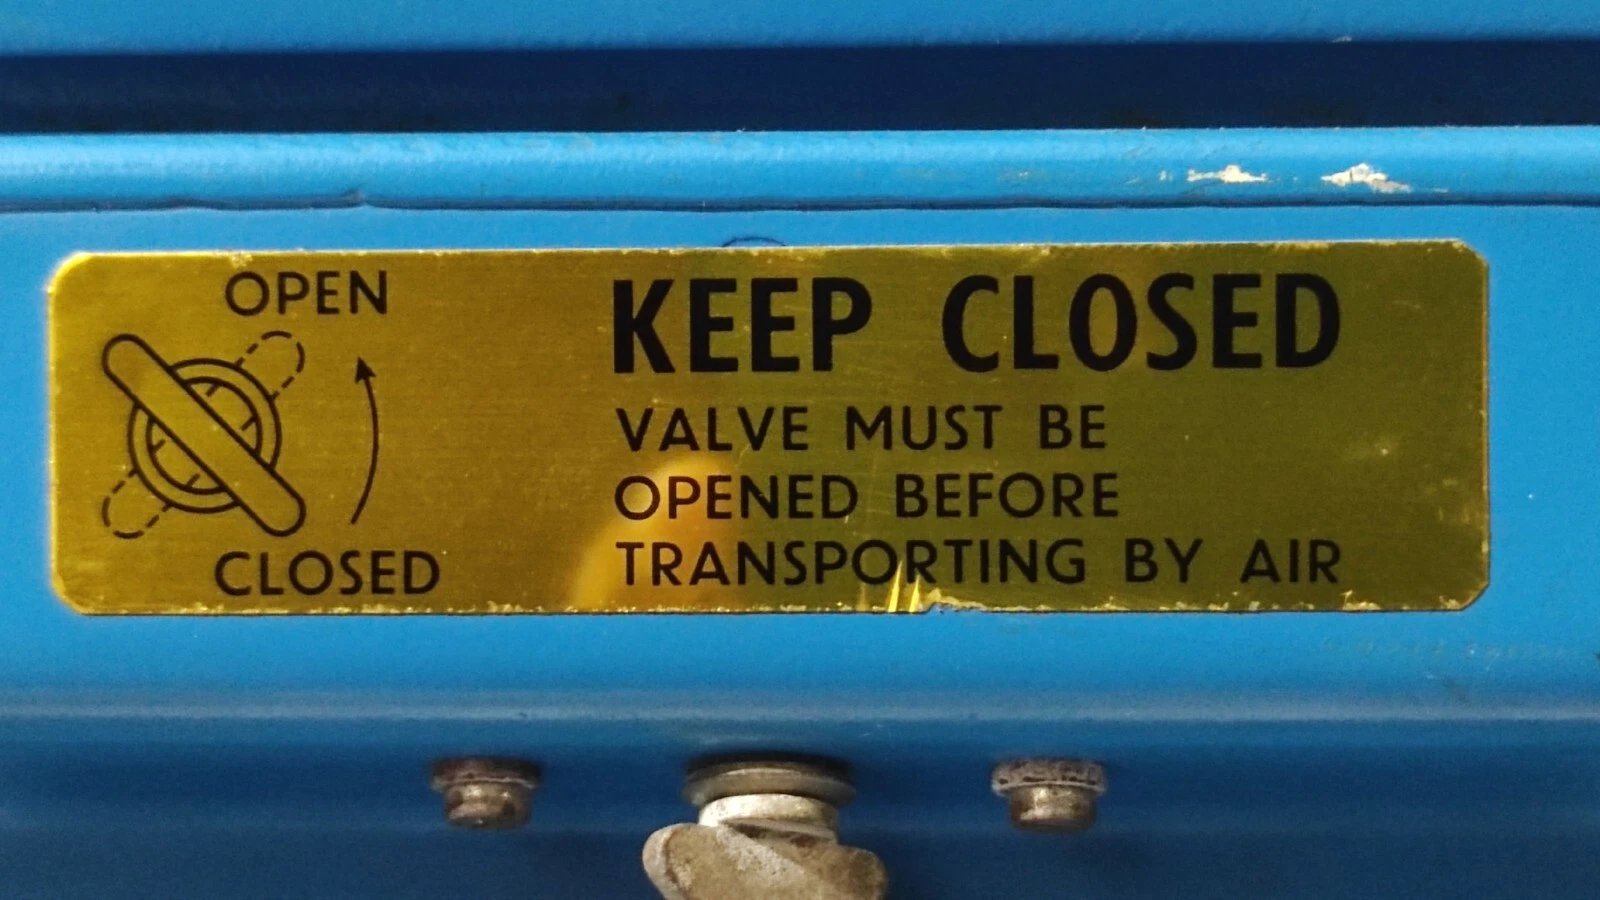 OPEN
CLOSED
KEEP CLOSED
VALVE MUST BE
OPENED BEFORE
TRANSPORTING BY AIR